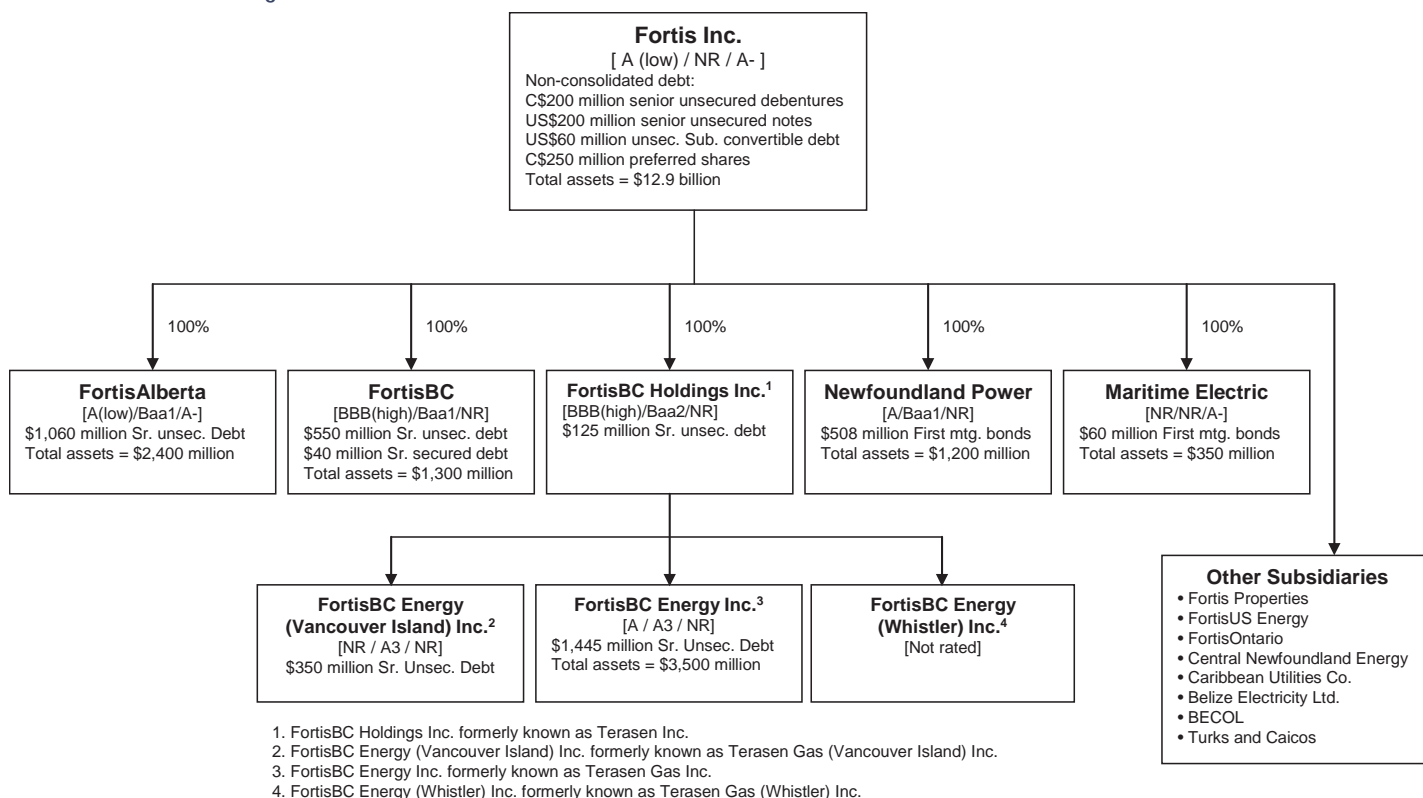 Fortis Inc.
[ A (low) / NR / A- ]
Non-consolidated debt:
C$200 million senior unsecured debentures
US$200 million senior unsecured notes
US$60 million unsec. Sub. convertible debt
C$250 million preferred shares
Total assets = $12.9 billion
100%
100%
100%
100%
100%
FortisAlberta
[A(low)/Baa1/A-]
$1,060 million Sr. unsec. Debt
Total assets = $2,400 million
FortisBC
[BBB(high)/Baa1/NR]
$550 million Sr. unsec. debt
$40 million Sr. secured debt
Total assets = $1,300 million
FortisBC Holdings Inc.1
[BBB(high)/Baa2/NR]
$125 million Sr. unsec. debt
Newfoundland Power
[A/Baa1/NR]
$508 million First mtg. bonds
Total assets = $1,200 million
Maritime Electric
[NR/NR/A-]
$60 million First mtg. bonds
Total assets = $350 million
FortisBC Energy
(Vancouver Island) Inc.2
[NR / A3 / NR]
$350 million Sr. Unsec. Debt
FortisBC Energy Inc.3
[A / A3 / NR]
$1,445 million Sr. Unsec. Debt
Total assets = $3,500 million
FortisBC Energy
(Whistler) Inc.4
[Not rated]
Other Subsidiaries
• Fortis Properties
• FortisUS Energy
• FortisOntario
• Central Newfoundland Energy
• Caribbean Utilities Co.
• Belize Electricity Ltd.
• BECOL
• Turks and Caicos
1. FortisBC Holdings Inc. formerly known as Terasen Inc.
2. FortisBC Energy (Vancouver Island) Inc. formerly known as Terasen Gas (Vancouver Island) Inc.
3. FortisBC Energy Inc. formerly known as Terasen Gas Inc.
4. FortisBC Energy (Whistler) Inc. formerly known as Terasen Gas (Whistler) Inc.